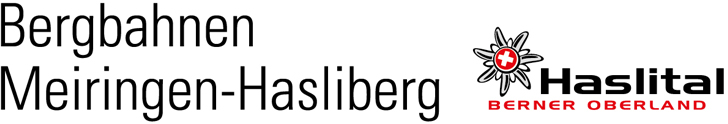 Bergbahnen
Meiringen-Hasliberg
Haslital
BERNER OBERLAND